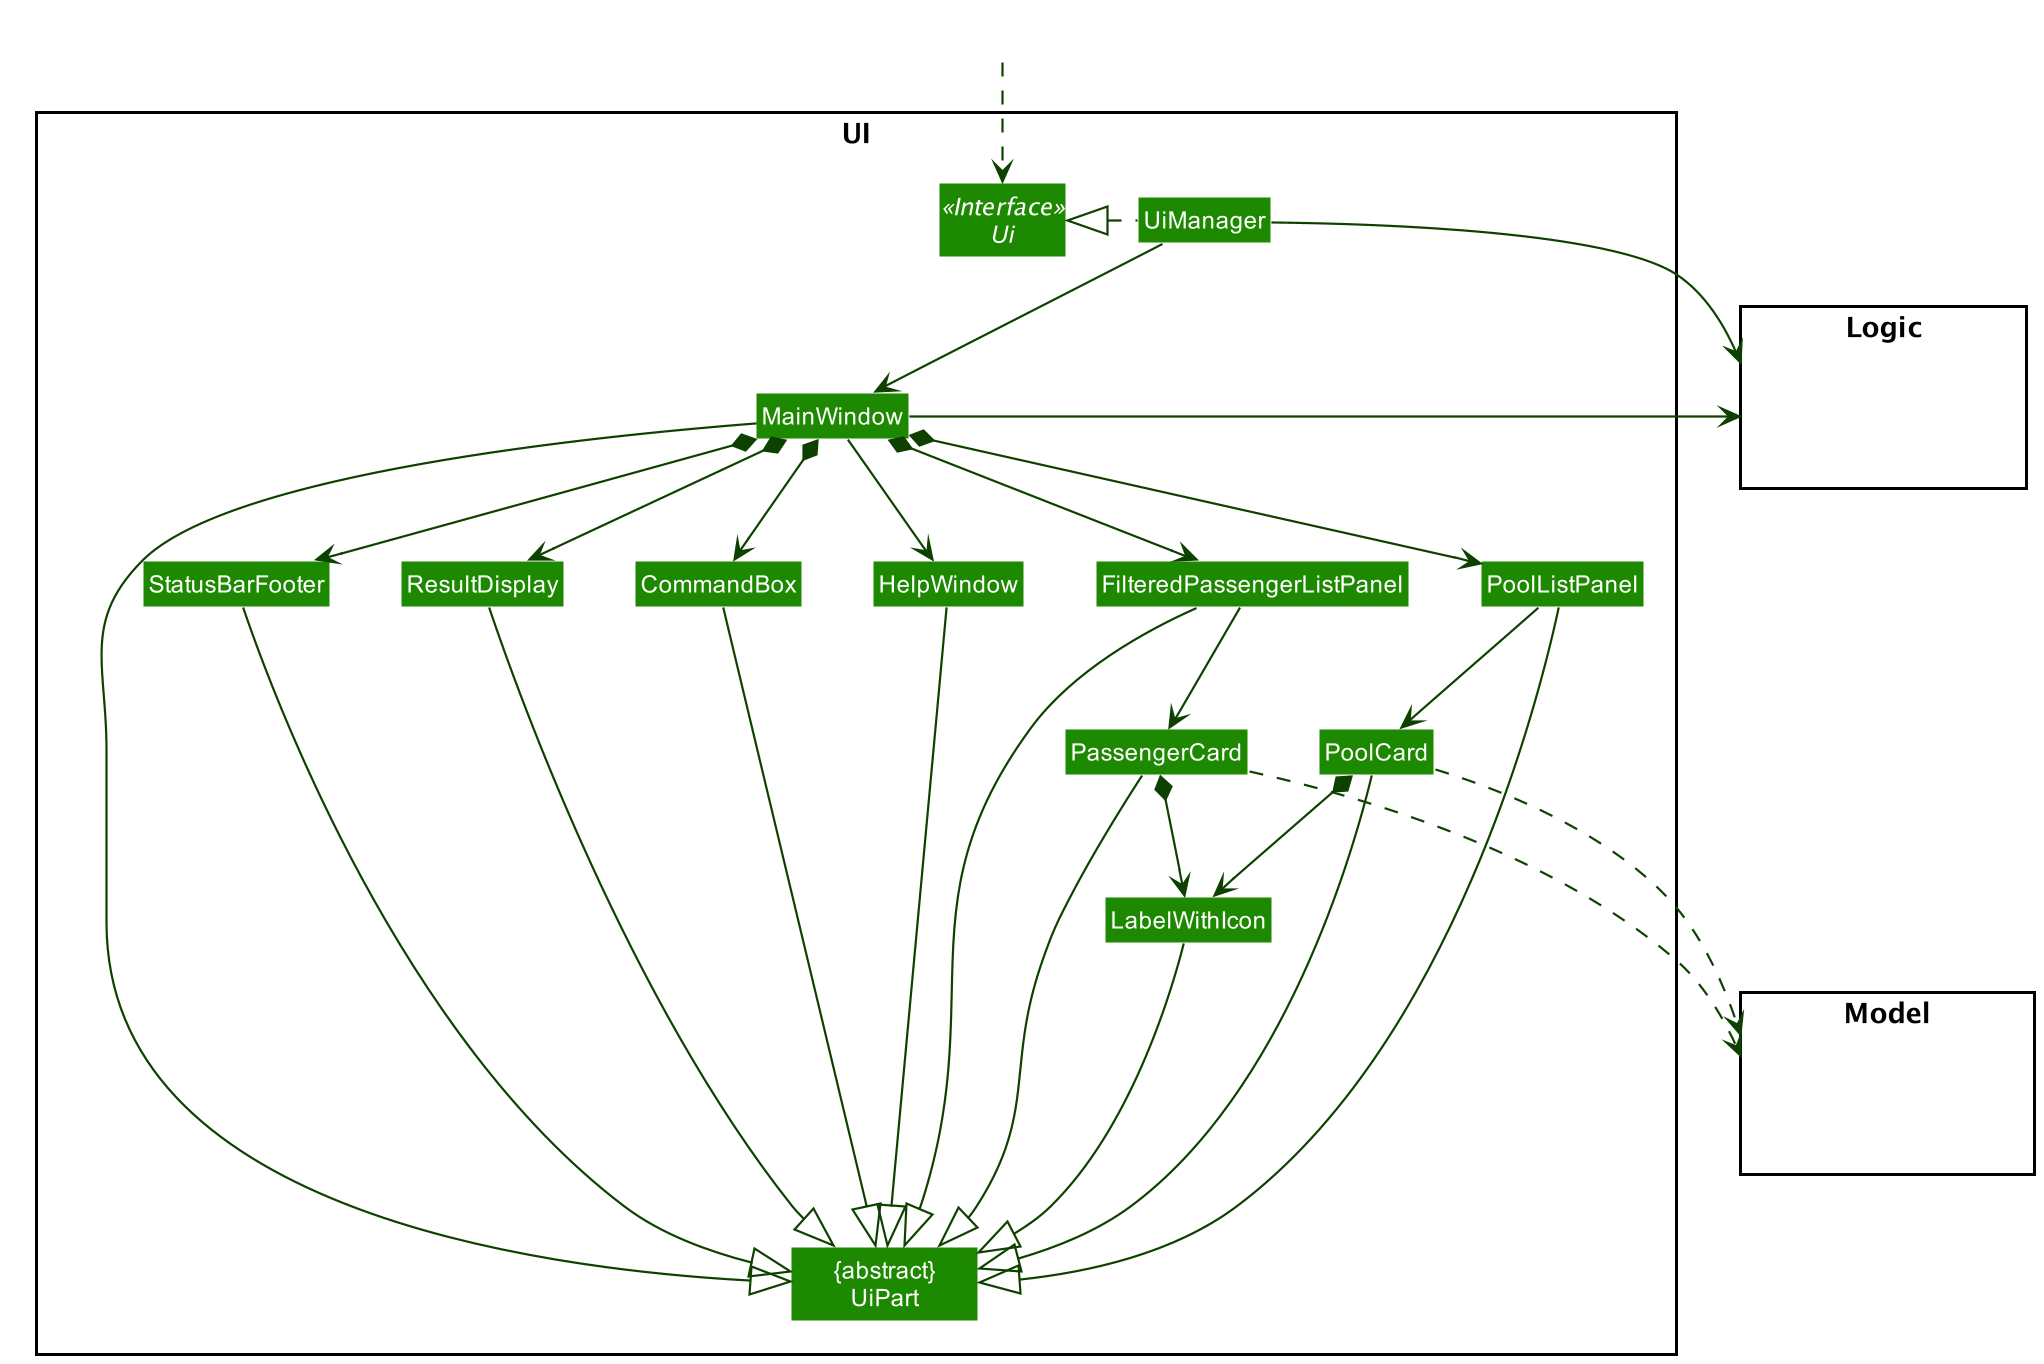 UI
«Interface»
Ui
UiManager
Logic
MainWindow
StatusBarFooter
ResultDisplay
CommandBox
HelpWindow
FilteredPassengerListPanel
PoolListPanel
PassengerCard
PoolCard
LabelWithIcon
Model
{abstract}
UiPart